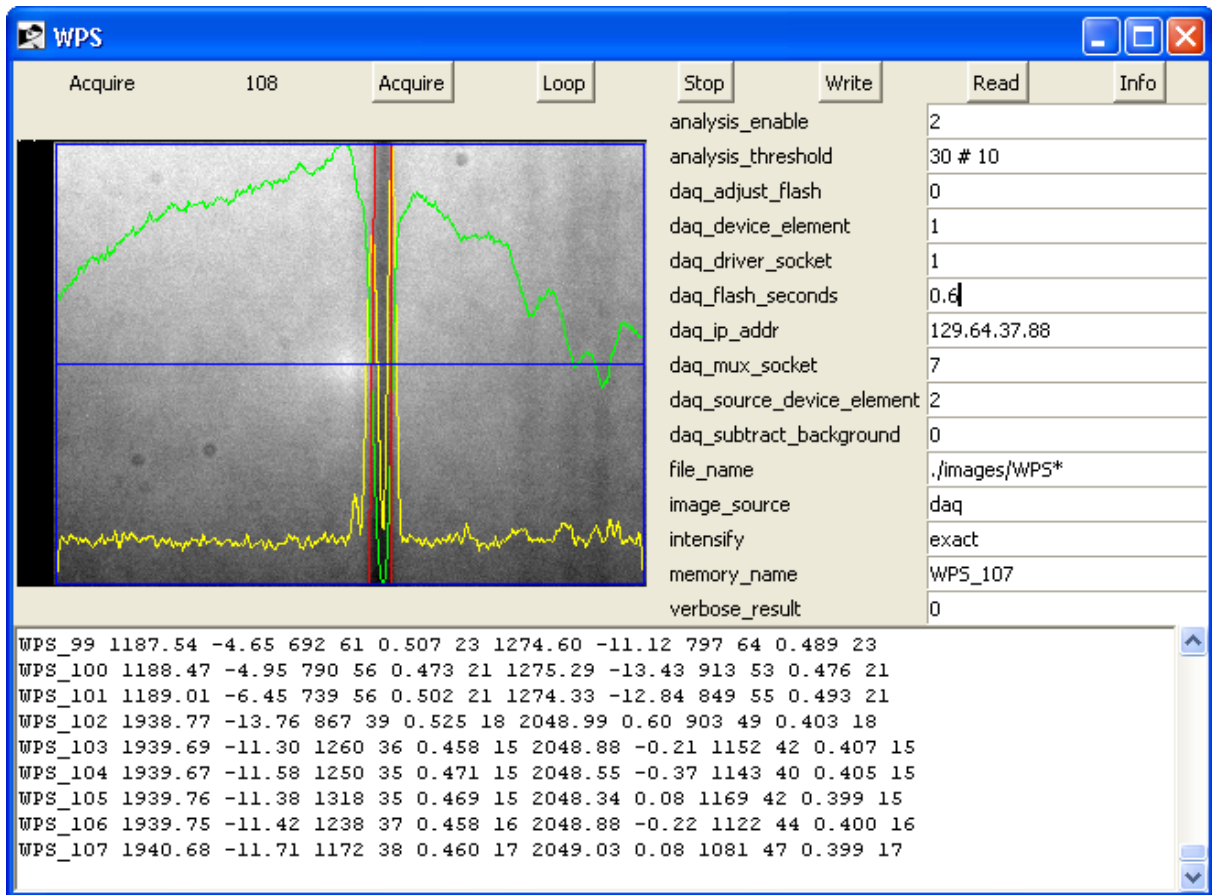 WPS
Acquire 108 Acquire Loop Stop Write Read Info
analysis_enable 2
analysis_threshold 30 # 10
daq_adjust_flash 0
daq_device_element 1
daq_driver_socket 1
daq_flash_seconds 0.6
daq_ip_addr 129.64.37.88
daq_mux_socket 7
daq_source_device_element 2
daq_subtract_background 0
file_name ./images/WPS*
image_source daq
intensify exact
memory_name WPS_107
verbose_result 0
WPS_99 1187.54 -4.65 692 61 0.507 23 1274.60 -11.12 797 64 0.489 23
WPS_100 1188.47 -4.95 790 56 0.473 21 1275.29 -13.43 913 53 0.476 21
WPS_101 1189.01 -6.45 739 56 0.502 21 1274.33 -12.84 849 55 0.493 21
WPS_102 1938.77 -13.76 867 39 0.525 18 2048.99 0.60 903 49 0.403 18
WPS_103 1939.69 -11.30 1260 36 0.458 15 2048.88 -0.21 1152 42 0.407 15
WPS_104 1939.67 -11.58 1250 35 0.471 15 2048.55 -0.37 1143 40 0.405 15
WPS_105 1939.76 -11.38 1318 35 0.469 15 2048.34 0.08 1169 42 0.399 15
WPS_106 1939.75 -11.42 1238 37 0.458 16 2048.88 -0.22 1122 44 0.400 16
WPS_107 1940.68 -11.71 1172 38 0.460 17 2049.03 0.08 1081 47 0.399 17